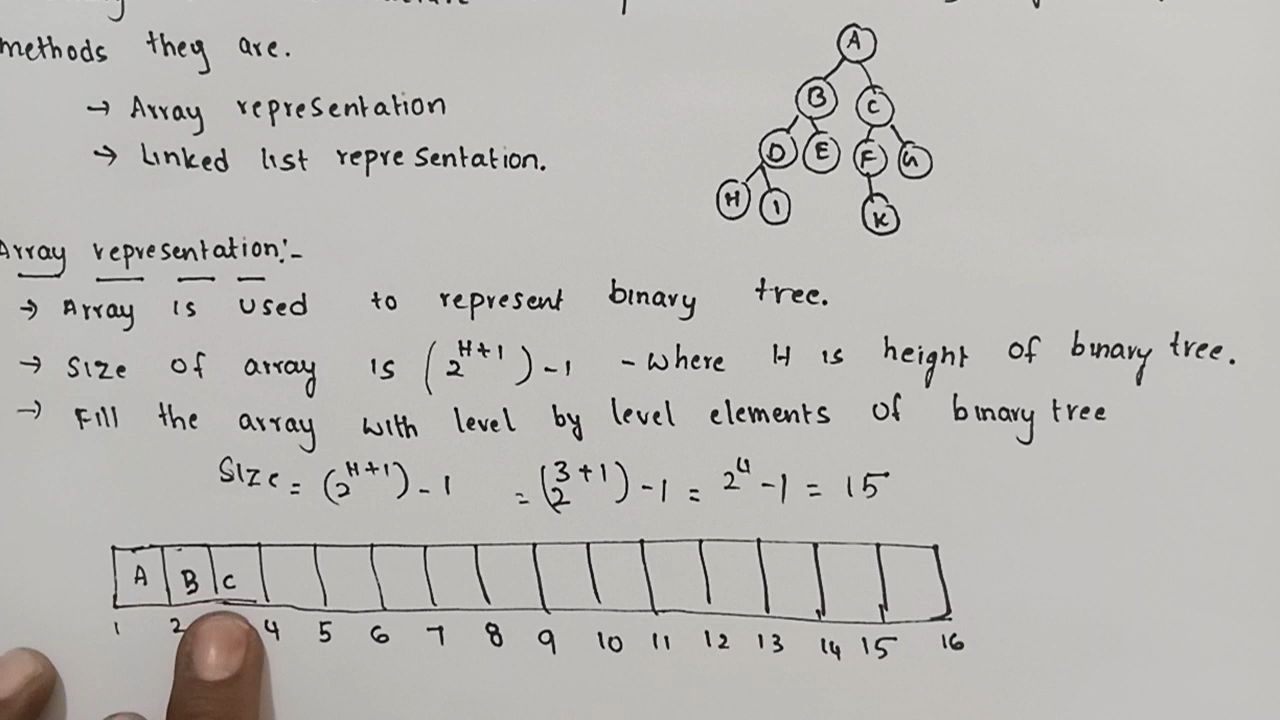 methods they are.
→ Array representation
→ Linked list representation.
A
B C
D E F G
H I K
Array representation:-
→ Array is used to represent binary tree.
→ Size of array is (2^H+1) - 1 - where H is height of binary tree.
→ Fill the array with level by level elements of binary tree
Size = (2^H+1) - 1 = (2^3+1) - 1 = 2^4 - 1 = 15
A B C
1 2 4 5 6 7 8 9 10 11 12 13 14 15 16